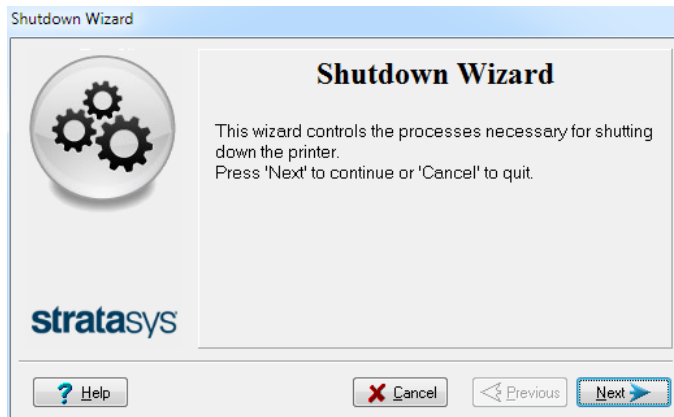 Shutdown Wizard
Shutdown Wizard
This wizard controls the processes necessary for shutting
down the printer.
Press 'Next' to continue or 'Cancel' to quit.
stratasys
Help
Cancel
Previous
Next